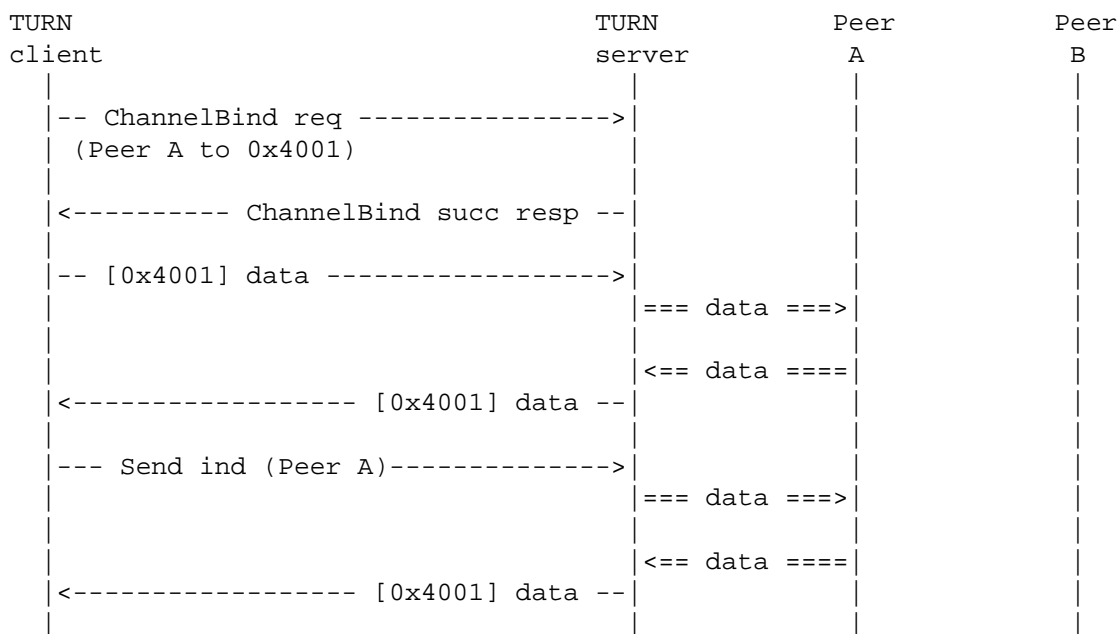 TURN                                 TURN           Peer          Peer
client                               server          A             B
  |                                    |             |             |
  |-- ChannelBind req ---------------->|             |             |
  | (Peer A to 0x4001)                 |             |             |
  |                                    |             |             |
  |<---------- ChannelBind succ resp --|             |             |
  |                                    |             |             |
  |-- [0x4001] data ------------------>|             |             |
  |                                    |=== data ===>|             |
  |                                    |             |             |
  |                                    |<== data ====|             |
  |<------------------ [0x4001] data --|             |             |
  |                                    |             |             |
  |--- Send ind (Peer A)-------------->|             |             |
  |                                    |=== data ===>|             |
  |                                    |             |             |
  |                                    |<== data ====|             |
  |<------------------ [0x4001] data --|             |             |
  |                                    |             |             |